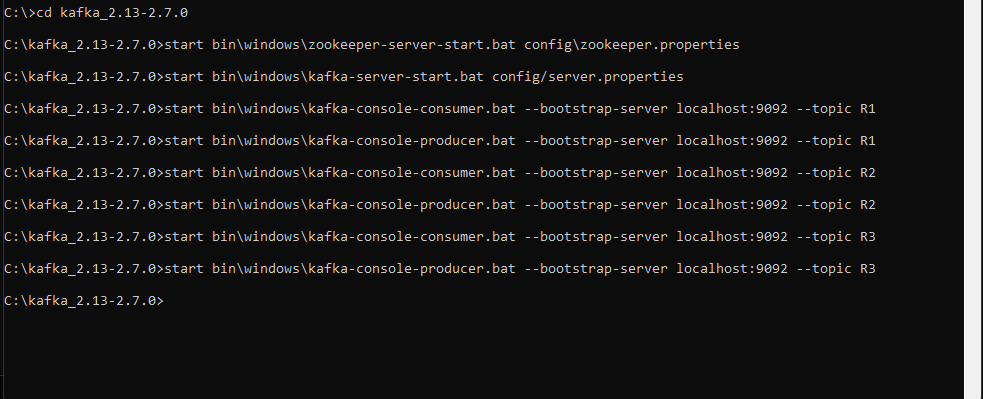 C:\>cd kafka_2.13-2.7.0
C:\kafka_2.13-2.7.0>start bin\windows\zookeeper-server-start.bat config\zookeeper.properties
C:\kafka_2.13-2.7.0>start bin\windows\kafka-server-start.bat config/server.properties
C:\kafka_2.13-2.7.0>start bin\windows\kafka-console-consumer.bat --bootstrap-server localhost:9092 --topic R1
C:\kafka_2.13-2.7.0>start bin\windows\kafka-console-producer.bat --bootstrap-server localhost:9092 --topic R1
C:\kafka_2.13-2.7.0>start bin\windows\kafka-console-consumer.bat --bootstrap-server localhost:9092 --topic R2
C:\kafka_2.13-2.7.0>start bin\windows\kafka-console-producer.bat --bootstrap-server localhost:9092 --topic R2
C:\kafka_2.13-2.7.0>start bin\windows\kafka-console-consumer.bat --bootstrap-server localhost:9092 --topic R3
C:\kafka_2.13-2.7.0>start bin\windows\kafka-console-producer.bat --bootstrap-server localhost:9092 --topic R3
C:\kafka_2.13-2.7.0>